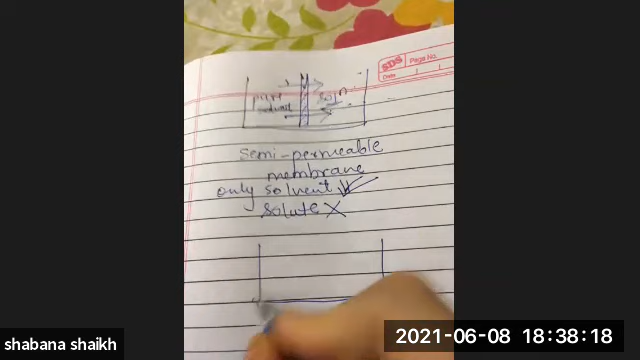 SDS
Page No.
Date
pure soln
solvent
semi-permeable
membrane
only solvent ✓
solute X
shabana shaikh
2021-06-08 18:38:18